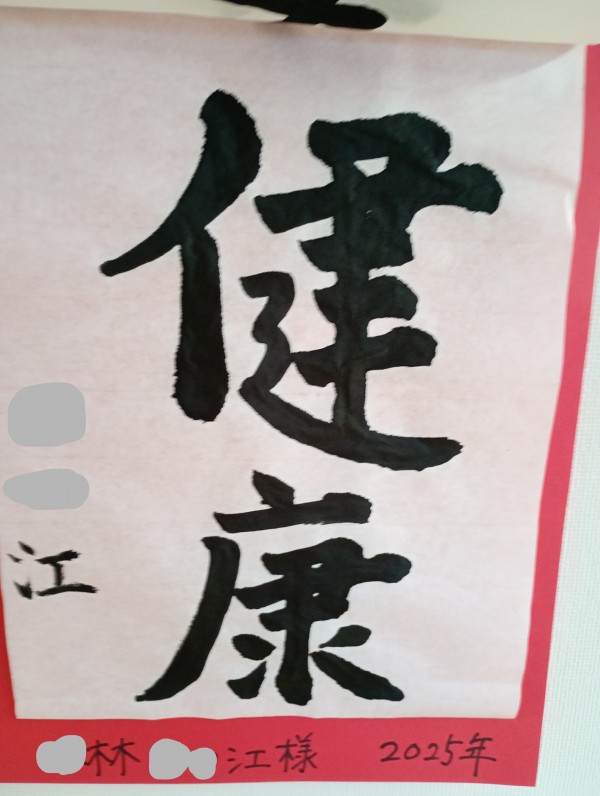 健康
江
林 江様 2025年